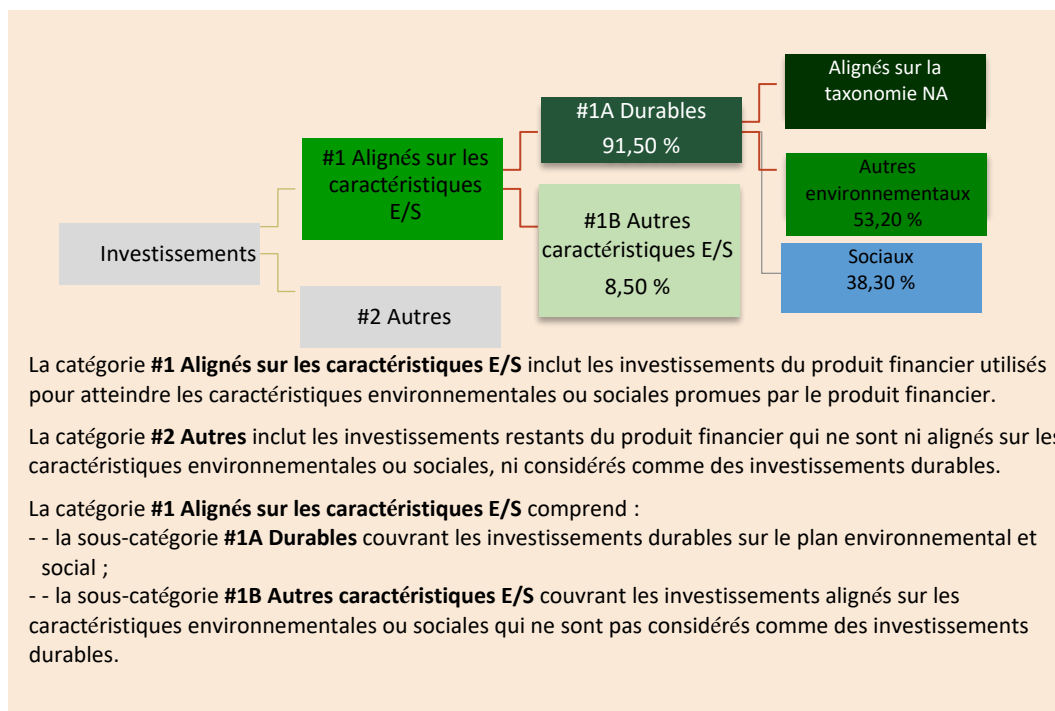 Alignés sur la
taxonomie NA
#1A Durables
91,50 %
#1 Alignés sur les
caractéristiques
E/S
Autres
environnementaux
53,20 %
#1B Autres
caractéristiques E/S
8,50 %
Investissements
Sociaux
38,30 %
#2 Autres
La catégorie #1 Alignés sur les caractéristiques E/S inclut les investissements du produit financier utilisés
pour atteindre les caractéristiques environnementales ou sociales promues par le produit financier.
La catégorie #2 Autres inclut les investissements restants du produit financier qui ne sont ni alignés sur les
caractéristiques environnementales ou sociales, ni considérés comme des investissements durables.
La catégorie #1 Alignés sur les caractéristiques E/S comprend :
- - la sous-catégorie #1A Durables couvrant les investissements durables sur le plan environnemental et
social ;
- - la sous-catégorie #1B Autres caractéristiques E/S couvrant les investissements alignés sur les
caractéristiques environnementales ou sociales qui ne sont pas considérés comme des investissements
durables.